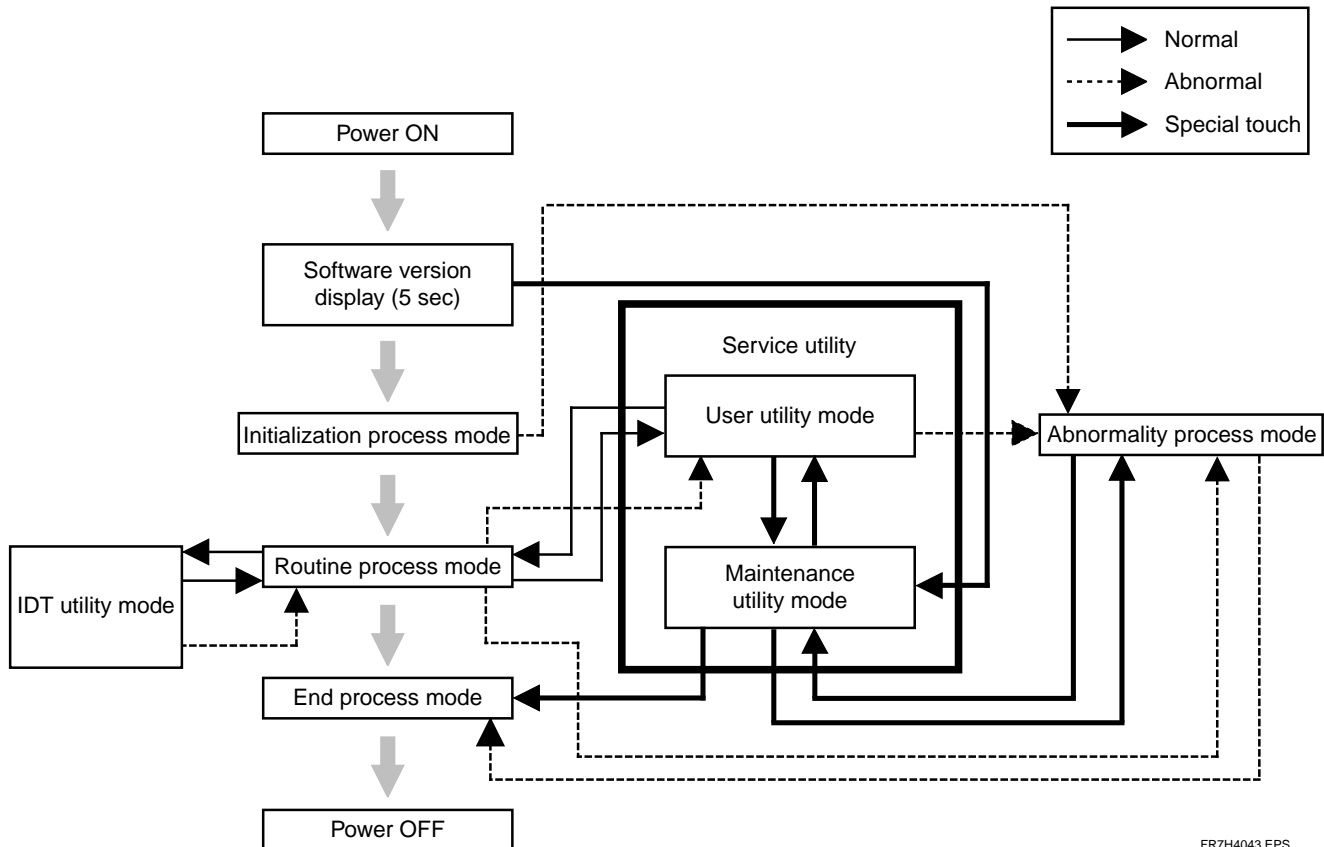 Normal
Abnormal
Special touch
Power ON
Software version
display (5 sec)
Service utility
User utility mode
Initialization process mode
Abnormality process mode
Routine process mode
IDT utility mode
Maintenance
utility mode
End process mode
Power OFF
FR7H4043.EPS